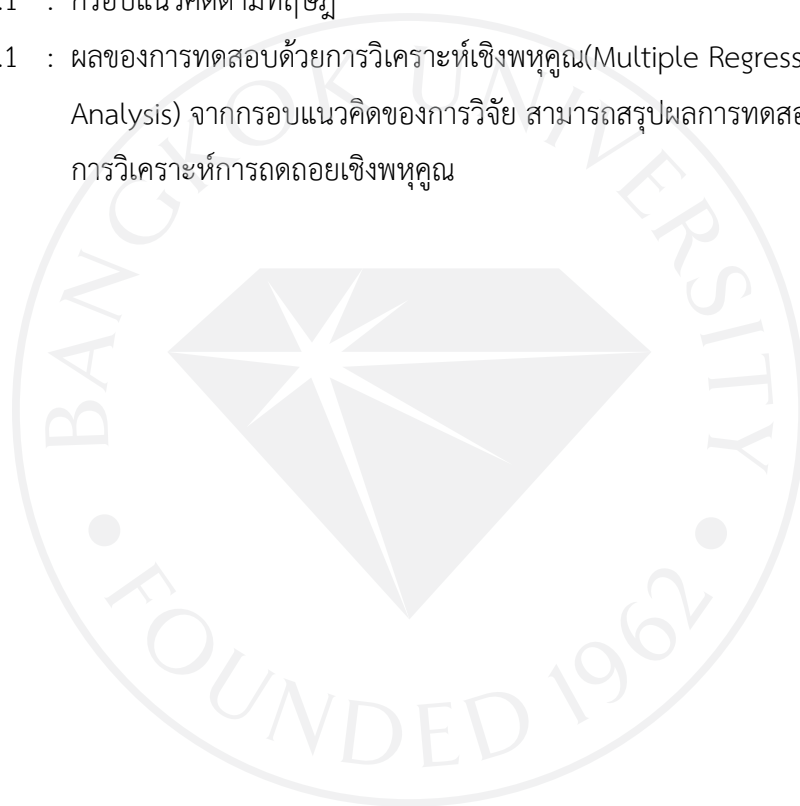 .1 : กรอบแนวคิดตามทฤษฎี
.1 : ผลของการทดสอบด้วยการวิเคราะห์เชิงพหุคูณ(Multiple Regress
Analysis) จากกรอบแนวคิดของการวิจัย สามารถสรุปผลการทดสอ
การวิเคราะห์การถดถอยเชิงพหุคูณ
BANGKOK UNIVERSITY
• FOUNDED 1962 •